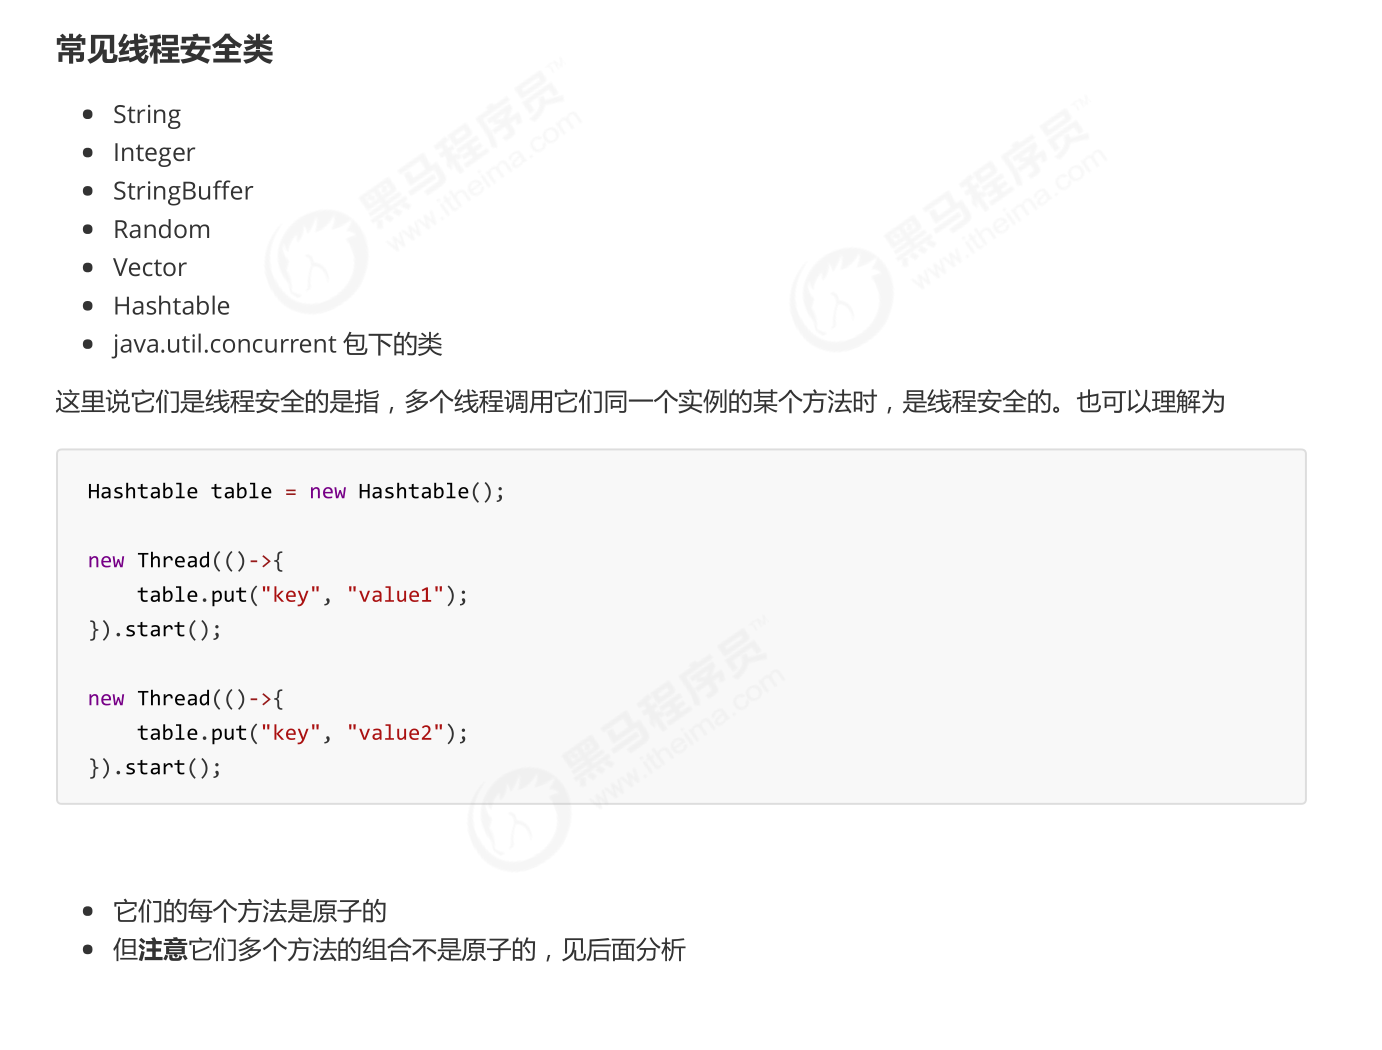 常见线程安全类
String
Integer
StringBuffer
Random
Vector
Hashtable
java.util.concurrent 包下的类
这里说它们是线程安全的是指，多个线程调用它们同一个实例的某个方法时，是线程安全的。也可以理解为
Hashtable table = new Hashtable();
new Thread(()->{
    table.put("key", "value1");
}).start();
new Thread(()->{
    table.put("key", "value2");
}).start();
它们的每个方法是原子的
但注意它们多个方法的组合不是原子的，见后面分析
黑马程序员™
www.itheima.com
黑马程序员™
www.itheima.com
黑马程序员™
www.itheima.com